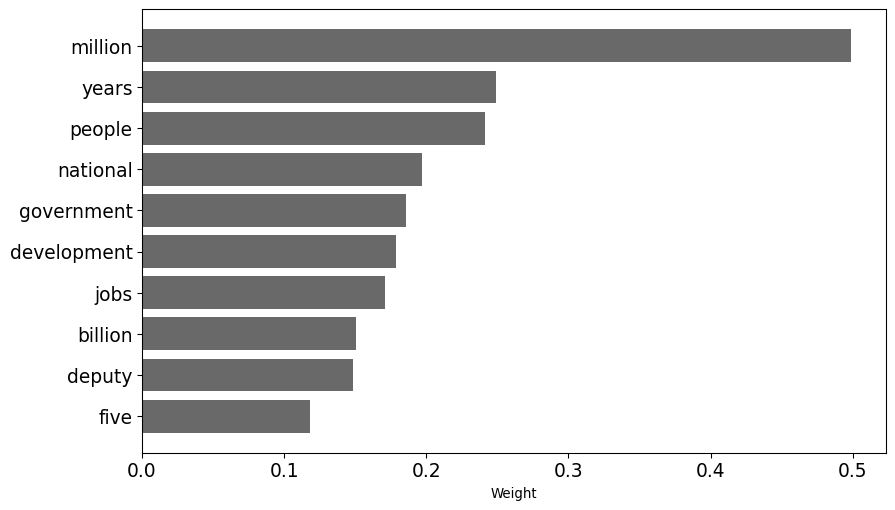 million
years
people
national
government
development
jobs
billion
deputy
five
0.0 0.1 0.2 0.3 0.4 0.5
Weight